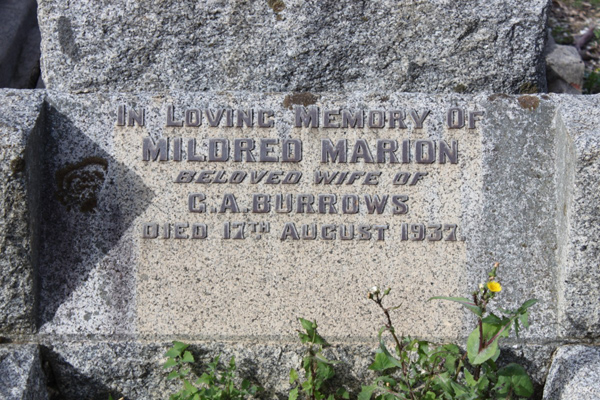 In Loving Memory of
MILDRED MARION
BELOVED WIFE OF
C.A.BURROWS
Died 17TH August 1937.